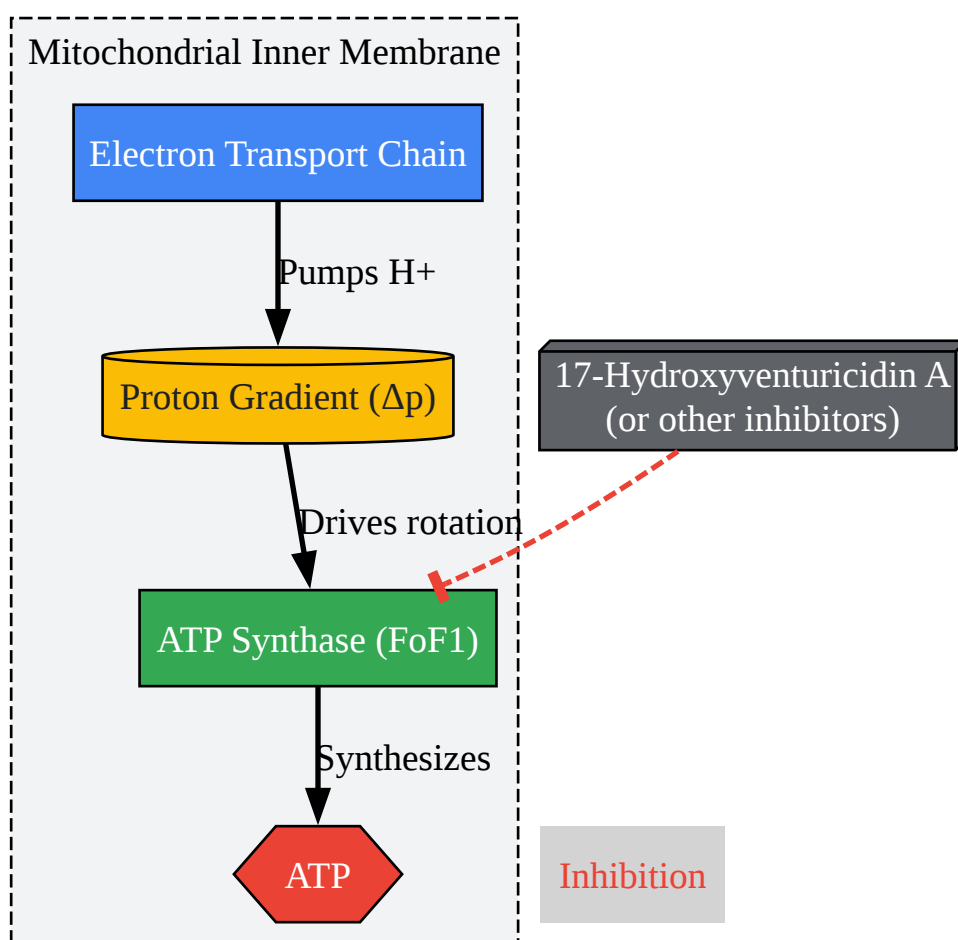 Mitochondrial Inner Membrane
Electron Transport Chain
Pumps H+
Proton Gradient (Δp)
17-Hydroxyventuricidin A
(or other inhibitors)
Drives rotation
ATP Synthase (FoF1)
Synthesizes
ATP
Inhibition